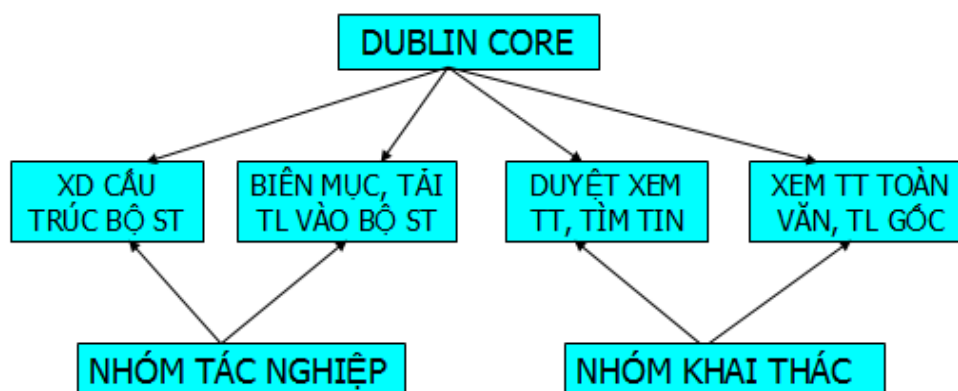 DUBLIN CORE
XD CẤU
TRÚC BỘ ST
BIÊN MỤC, TẢI
TL VÀO BỘ ST
DUYỆT XEM
TT, TÌM TIN
XEM TT TOÀN
VĂN, TL GỐC
NHÓM TÁC NGHIỆP
NHÓM KHAI THÁC